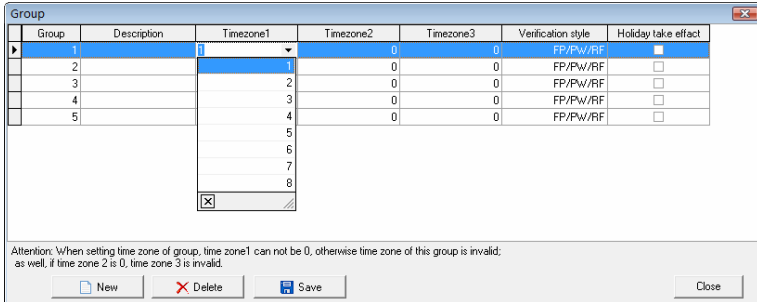 Group
Group Description Timezone1 Timezone2 Timezone3 Verification style Holiday take effact
1 1 0 0 FP/PW/RF
2 1 0 0 FP/PW/RF
3 2 0 0 FP/PW/RF
4 3 0 0 FP/PW/RF
5 4 0 0 FP/PW/RF
5
6
7
8
Attention: When setting time zone of group, time zone1 can not be 0, otherwise time zone of this group is invalid;
as well, if time zone 2 is 0, time zone 3 is invalid.
New Delete Save Close